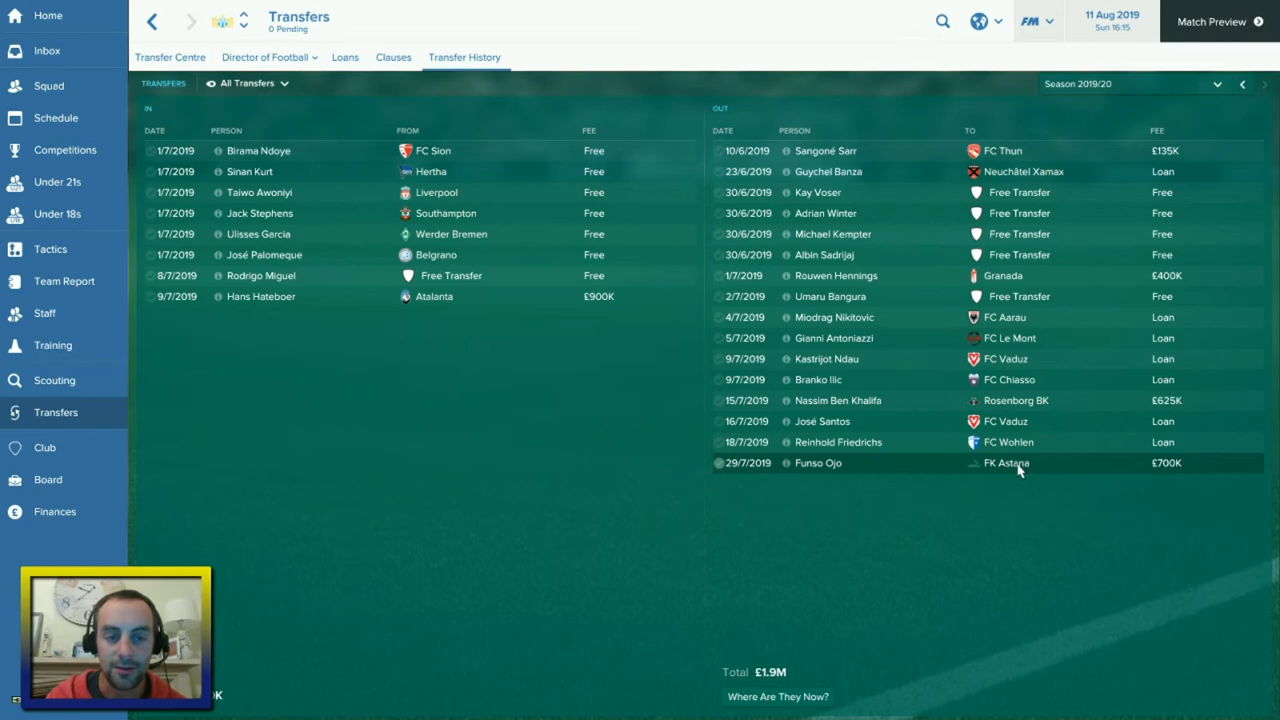 Home
Inbox
Squad
Schedule
Competitions
Under 21s
Under 18s
Tactics
Team Report
Staff
Training
Scouting
Transfers
Club
Board
Finances
Transfers
0 Pending
FM
11 Aug 2019
Sun 16:15
Match Preview
Transfer Centre Director of Football Loans Clauses Transfer History
TRANSFERS All Transfers Season 2019/20
IN
DATE PERSON FROM FEE
1/7/2019 Birama Ndoye FC Sion Free
1/7/2019 Sinan Kurt Hertha Free
1/7/2019 Taiwo Awoniyi Liverpool Free
1/7/2019 Jack Stephens Southampton Free
1/7/2019 Ulisses Garcia Werder Bremen Free
1/7/2019 José Palomeque Belgrano Free
8/7/2019 Rodrigo Miguel Free Transfer Free
9/7/2019 Hans Hateboer Atalanta £900K
OUT
DATE PERSON TO FEE
10/6/2019 Sangoné Sarr FC Thun £135K
23/6/2019 Guychel Banza Neuchâtel Xamax Loan
30/6/2019 Kay Voser Free Transfer Free
30/6/2019 Adrian Winter Free Transfer Free
30/6/2019 Michael Kempter Free Transfer Free
30/6/2019 Albin Sadrijaj Free Transfer Free
1/7/2019 Rouwen Hennings Granada £400K
2/7/2019 Umaru Bangura Free Transfer Free
4/7/2019 Miodrag Nikitovic FC Aarau Loan
5/7/2019 Gianni Antoniazzi FC Le Mont Loan
9/7/2019 Kastrijot Ndau FC Vaduz Loan
9/7/2019 Branko Ilic FC Chiasso Loan
15/7/2019 Nassim Ben Khalifa Rosenborg BK £625K
16/7/2019 José Santos FC Vaduz Loan
18/7/2019 Reinhold Friedrichs FC Wohlen Loan
29/7/2019 Funso Ojo FK Astana £700K
Total £1.9M
Where Are They Now?